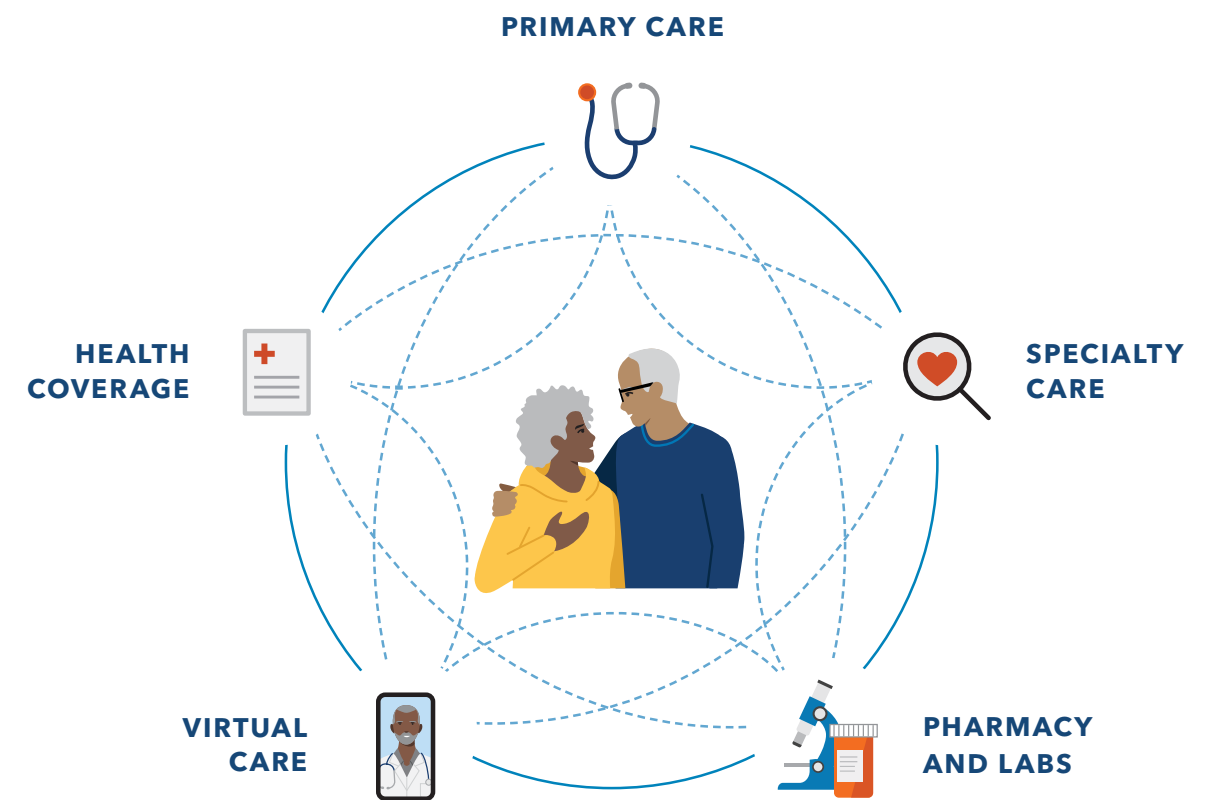 PRIMARY CARE
HEALTH
COVERAGE
SPECIALTY
CARE
VIRTUAL
CARE
PHARMACY
AND LABS